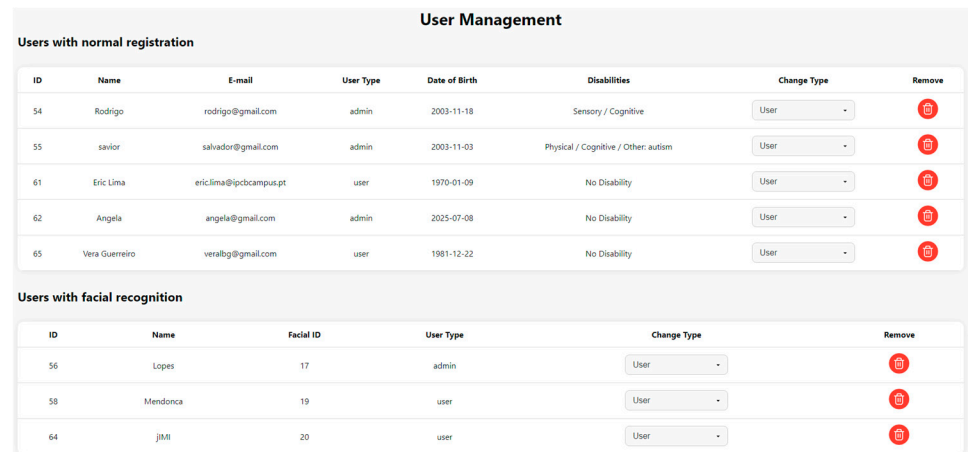 User Management
Users with normal registration
ID Name E-mail User Type Date of Birth Disabilities Change Type Remove
54 Rodrigo rodrigo@gmail.com admin 2003-11-18 Sensory / Cognitive User
55 savior salvador@gmail.com admin 2003-11-03 Physical / Cognitive / Other: autism User
61 Eric Lima eric.lima@ipcbcampus.pt user 1970-01-09 No Disability User
62 Angela angela@gmail.com admin 2025-07-08 No Disability User
65 Vera Guerreiro veralbg@gmail.com user 1981-12-22 No Disability User
Users with facial recognition
ID Name Facial ID User Type Change Type Remove
56 Lopes 17 admin User
58 Mendonca 19 user User
64 jIMI 20 user User